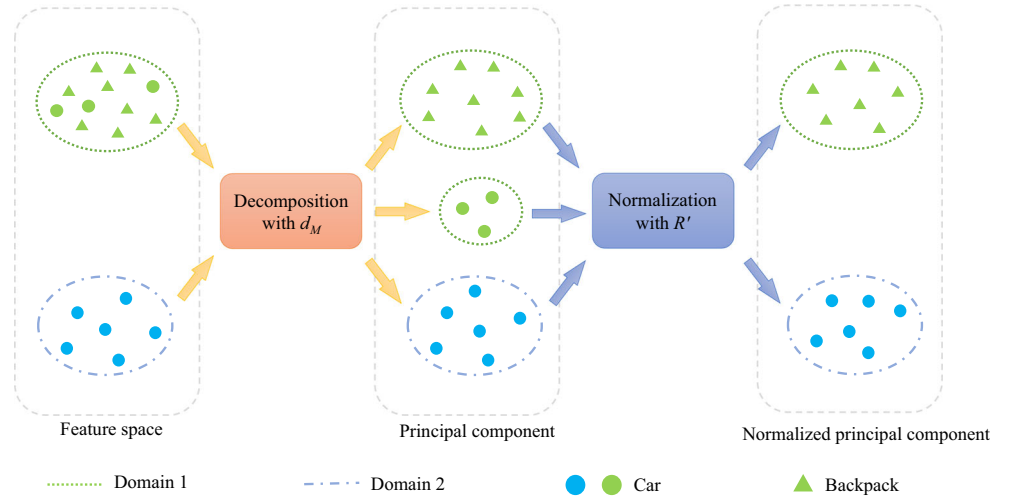 Decomposition
with d_M
Normalization
with R'
Feature space
Principal component
Normalized principal component
Domain 1
Domain 2
Car
Backpack